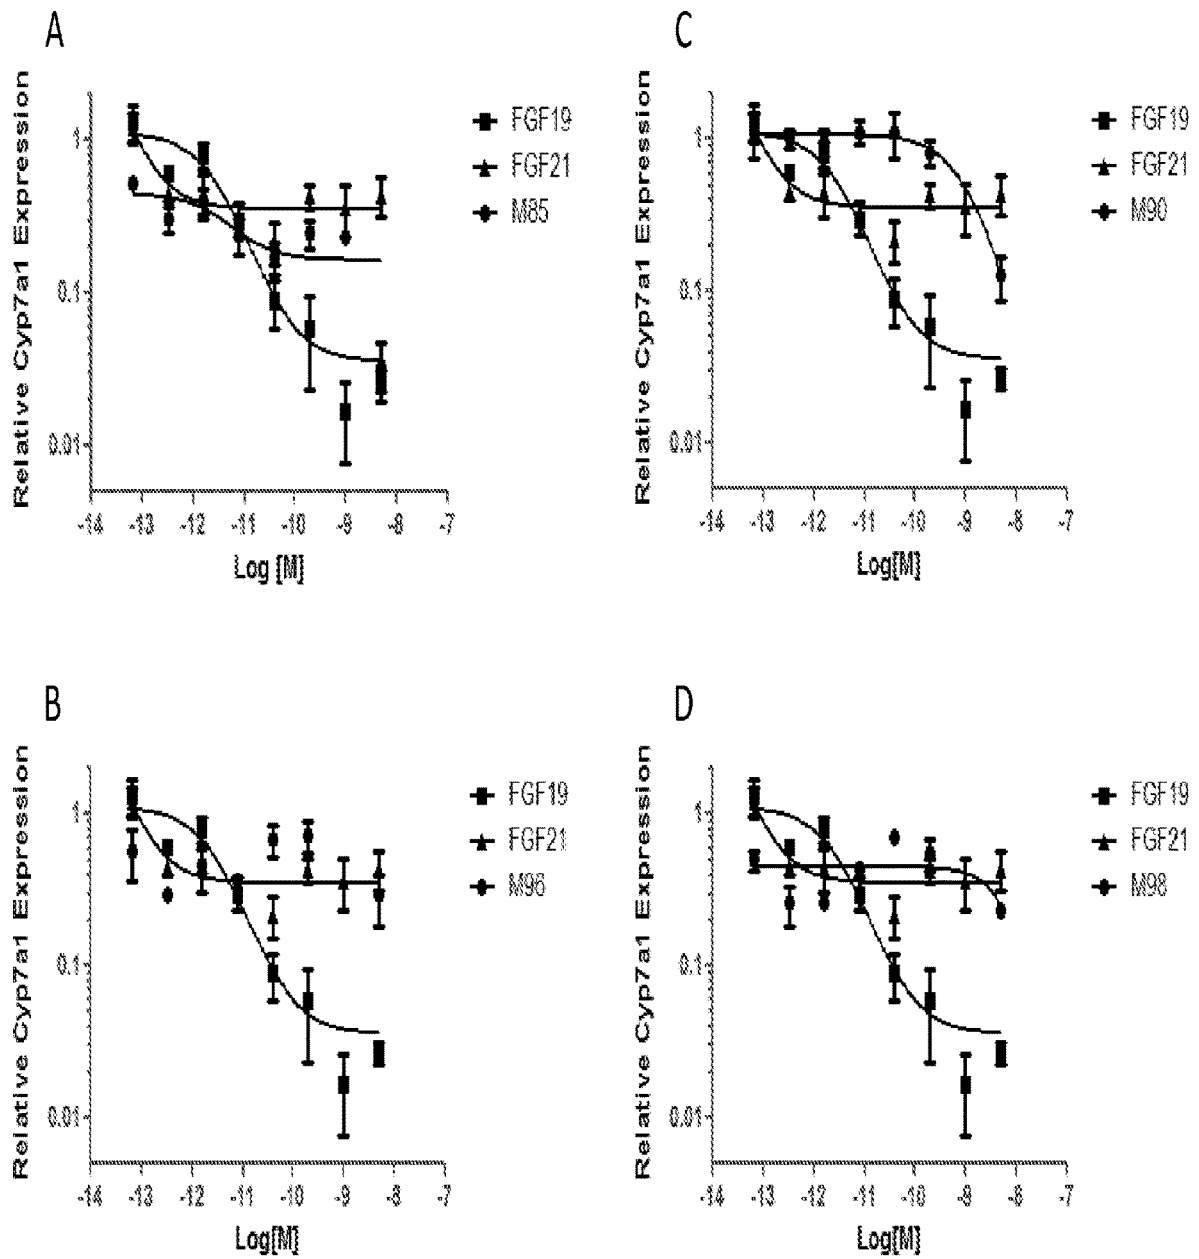 A
Relative Cyp7a1 Expression
1
0.1
0.01
-14 -13 -12 -11 -10 -9 -8 -7
Log [M]
FGF19
FGF21
M85
C
Relative Cyp7a1 Expression
1
0.1
0.01
-14 -13 -12 -11 -10 -9 -8 -7
Log[M]
FGF19
FGF21
M90
B
Relative Cyp7a1 Expression
1
0.1
0.01
-14 -13 -12 -11 -10 -9 -8 -7
Log[M]
FGF19
FGF21
M96
D
Relative Cyp7a1 Expression
1
0.1
0.01
-14 -13 -12 -11 -10 -9 -8 -7
Log[M]
FGF19
FGF21
M98